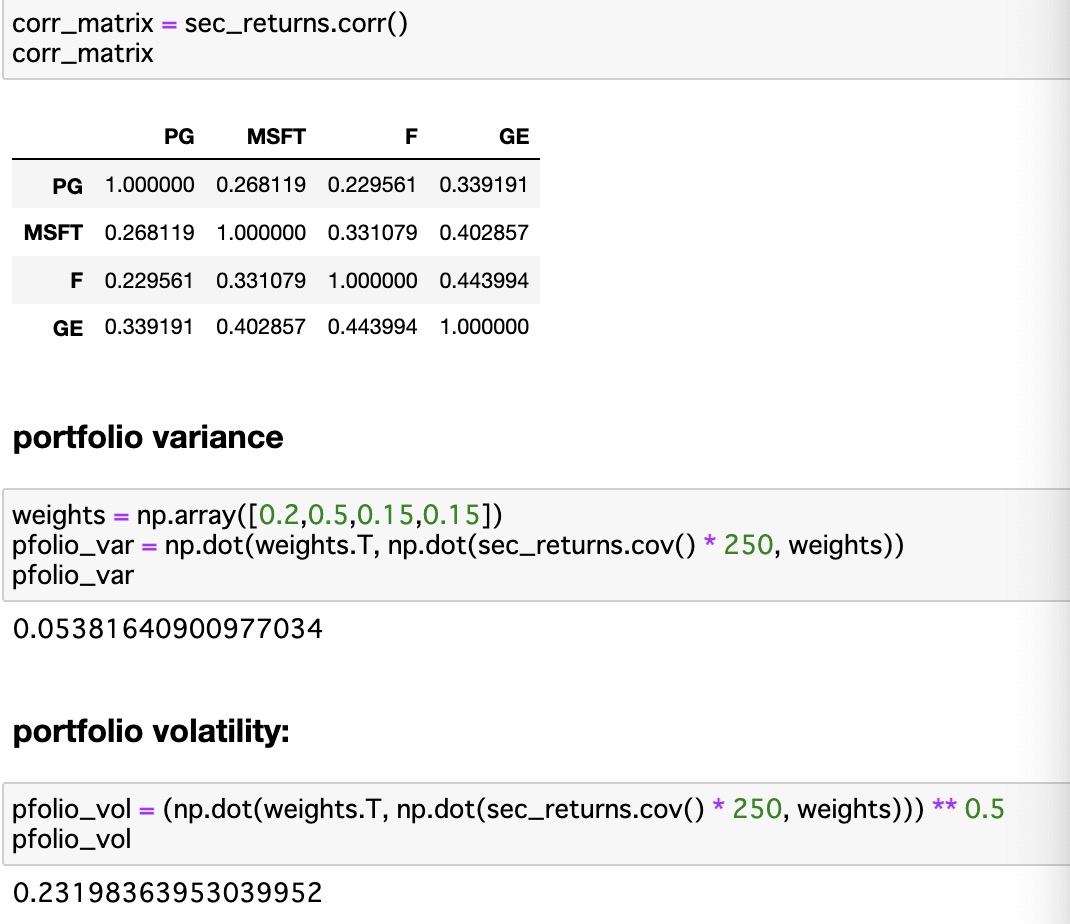 corr_matrix = sec_returns.corr()
corr_matrix
PG MSFT F GE
PG 1.000000 0.268119 0.229561 0.339191
MSFT 0.268119 1.000000 0.331079 0.402857
F 0.229561 0.331079 1.000000 0.443994
GE 0.339191 0.402857 0.443994 1.000000
portfolio variance
weights = np.array([0.2,0.5,0.15,0.15])
pfolio_var = np.dot(weights.T, np.dot(sec_returns.cov() * 250, weights))
pfolio_var
0.05381640900977034
portfolio volatility:
pfolio_vol = (np.dot(weights.T, np.dot(sec_returns.cov() * 250, weights))) ** 0.5
pfolio_vol
0.23198363953039952